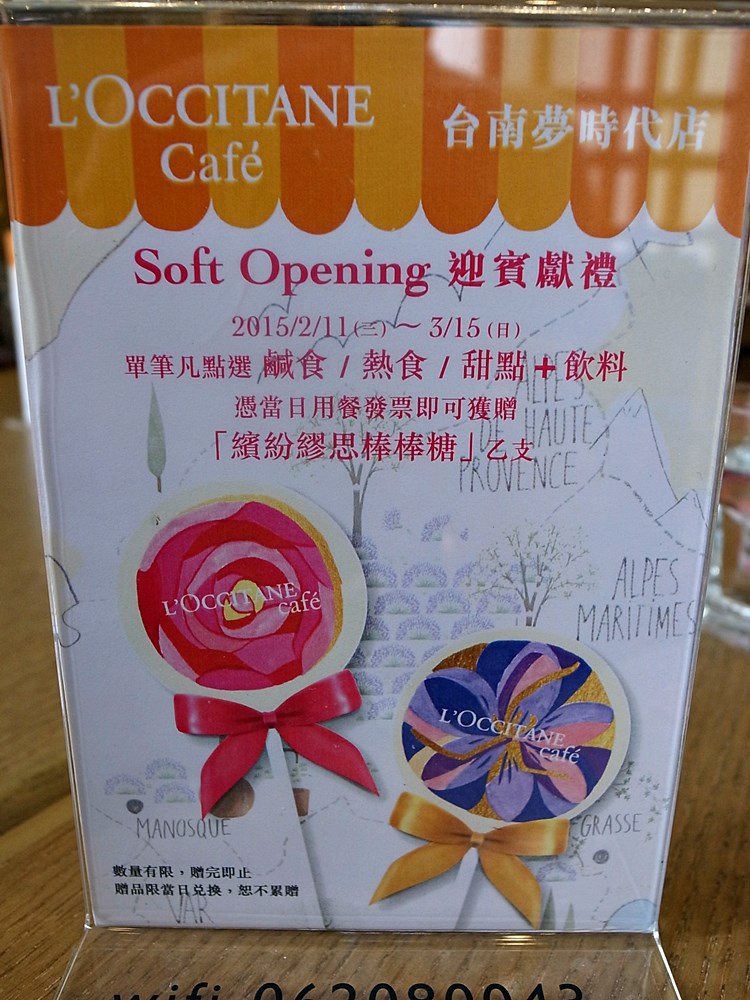 L'OCCITANE
Café
台南夢時代店
Soft Opening 迎賓獻禮
2015/2/11(三)～3/15(日)
單筆凡點選 鹹食 / 熱食 / 甜點＋飲料
憑當日用餐發票即可獲贈
「繽紛繆思棒棒糖」乙支
DE HAUTE
PROVENCE
ALPES
MARITIMES
L'OCCITANE
café
L'OCCITANE
café
MANOSQUE
GRASSE
數量有限，贈完即止
贈品限當日兌換，恕不累贈
VAR